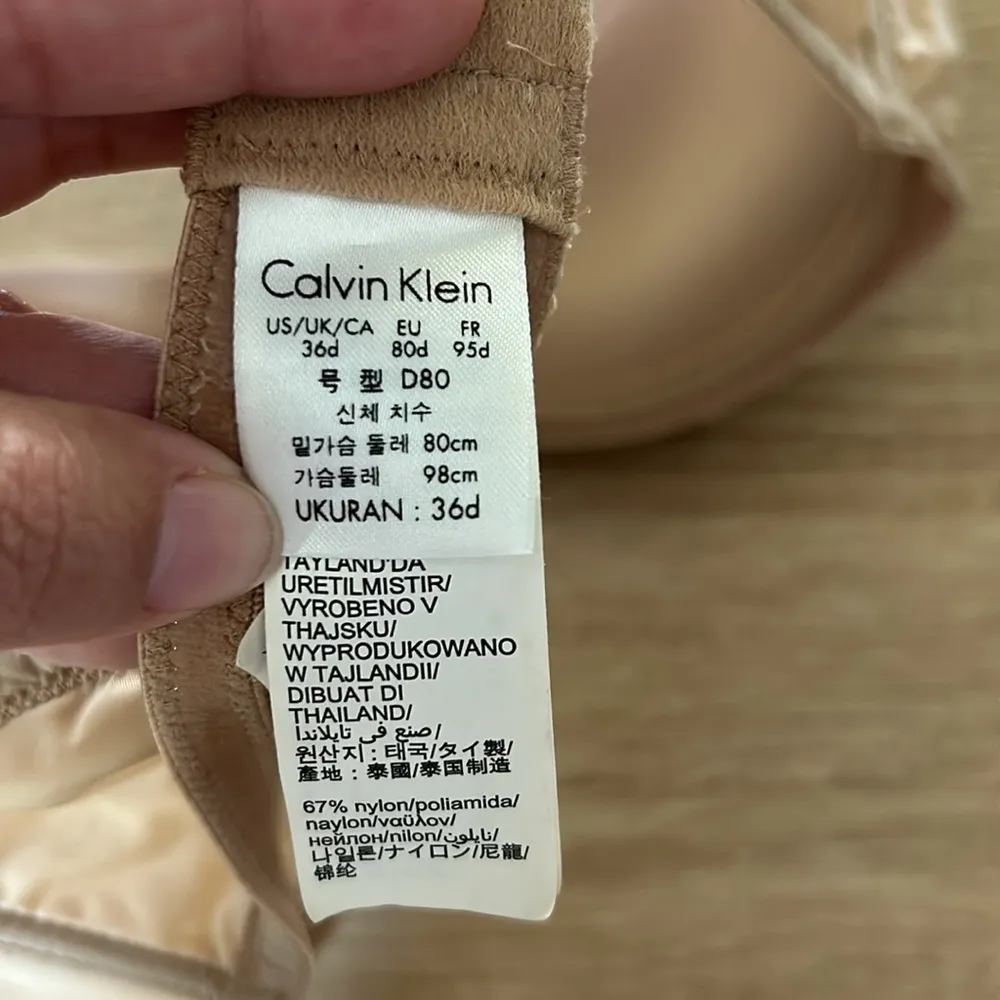 Calvin Klein
US/UK/CA EU FR
36d 80d 95d
号 型 D80
신체 치수
밑가슴 둘레 80cm
가슴둘레 98cm
UKURAN : 36d
TAYLAND'DA
URETILMISTIR/
VYROBENO V
THAJSKU/
WYPRODUKOWANO
W TAJLANDII/
DIBUAT DI
THAILAND/
صنع في تايلاندا/
원산지 : 태국/タイ製/
產地 : 泰國/泰国制造
67% nylon/poliamida/
naylon/ναϋλον/
нейлон/nilon/نايلون/
나일론/ナイロン/尼龍/
锦纶